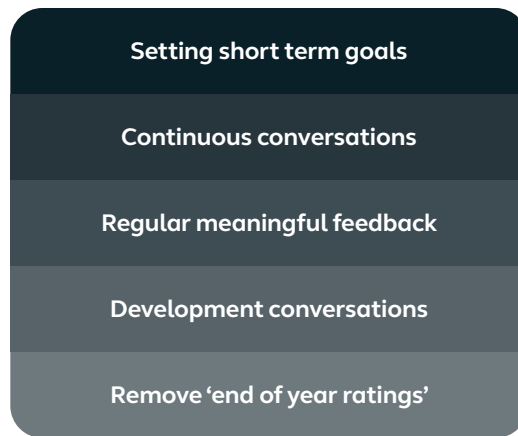 Setting short term goals
Continuous conversations
Regular meaningful feedback
Development conversations
Remove ‘end of year ratings’